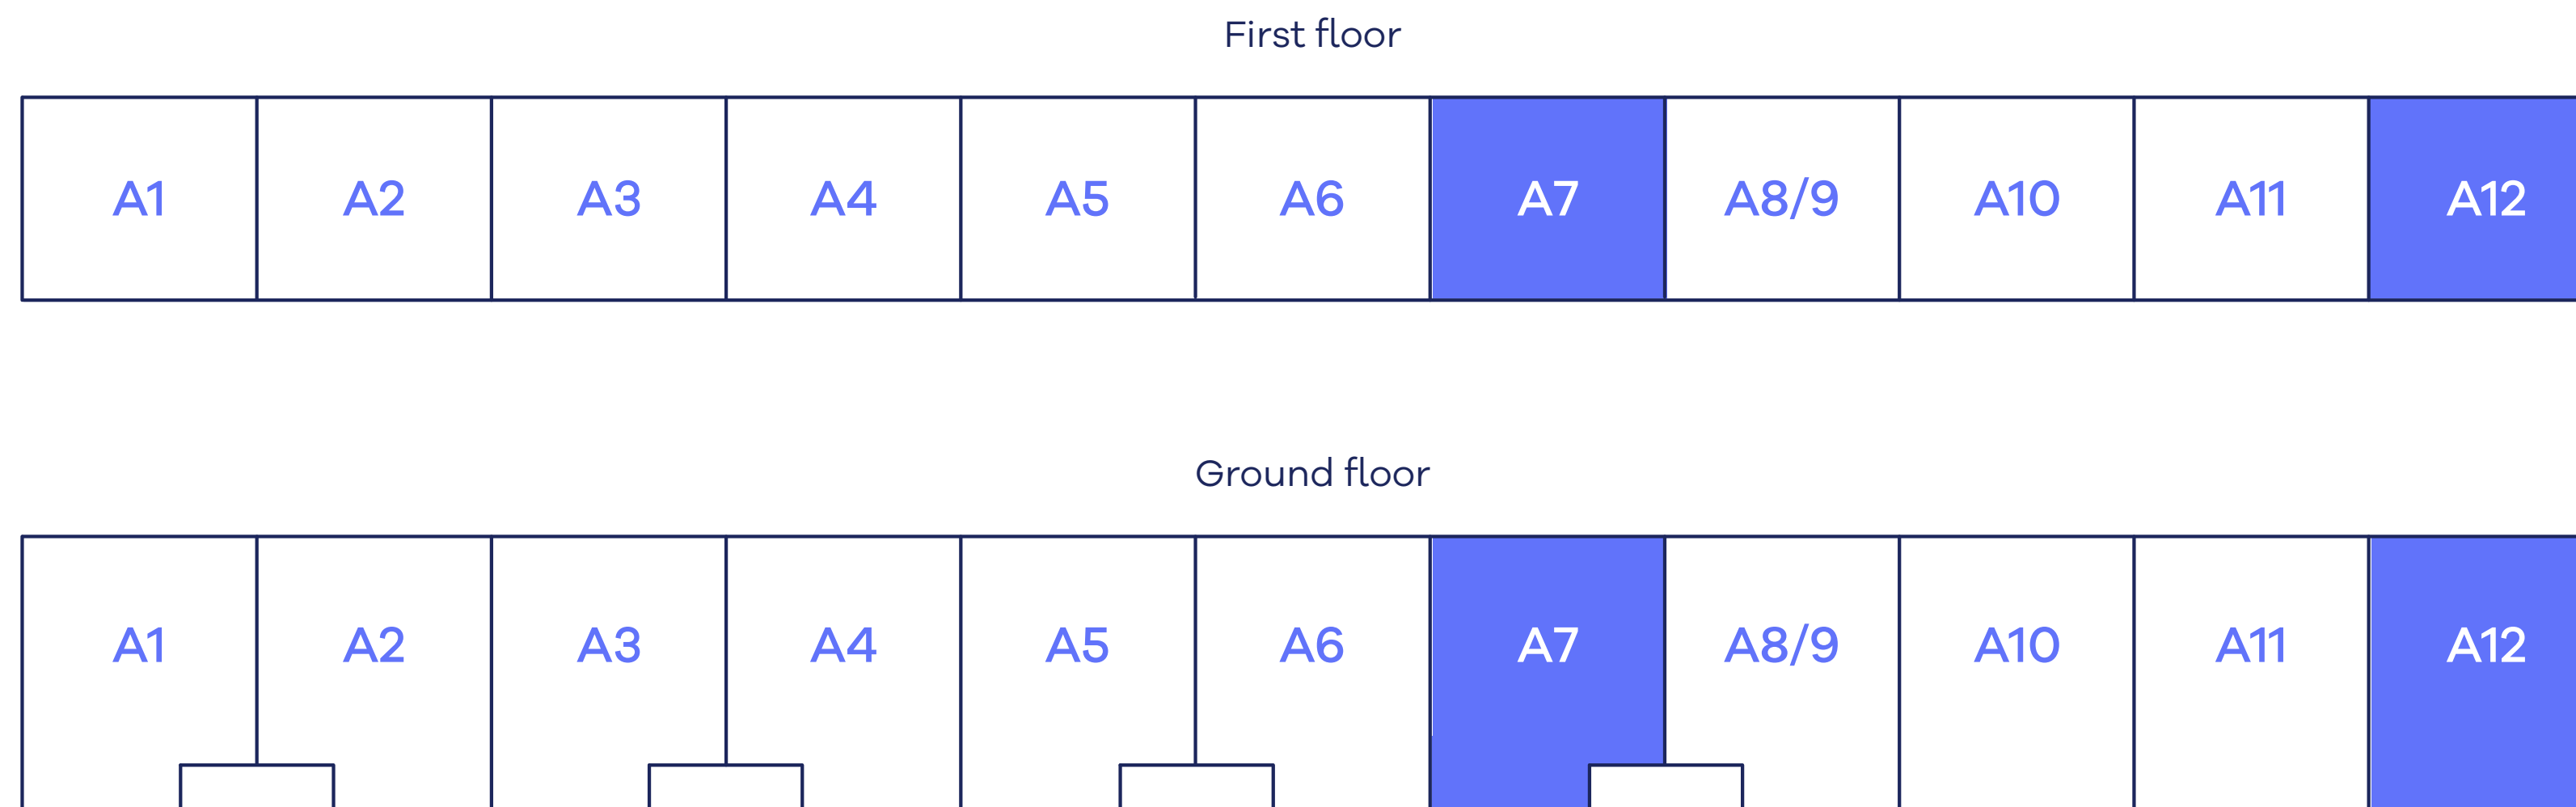 First floor
A1 A2 A3 A4 A5 A6 A7 A8/9 A10 A11 A12
Ground floor
A1 A2 A3 A4 A5 A6 A7 A8/9 A10 A11 A12